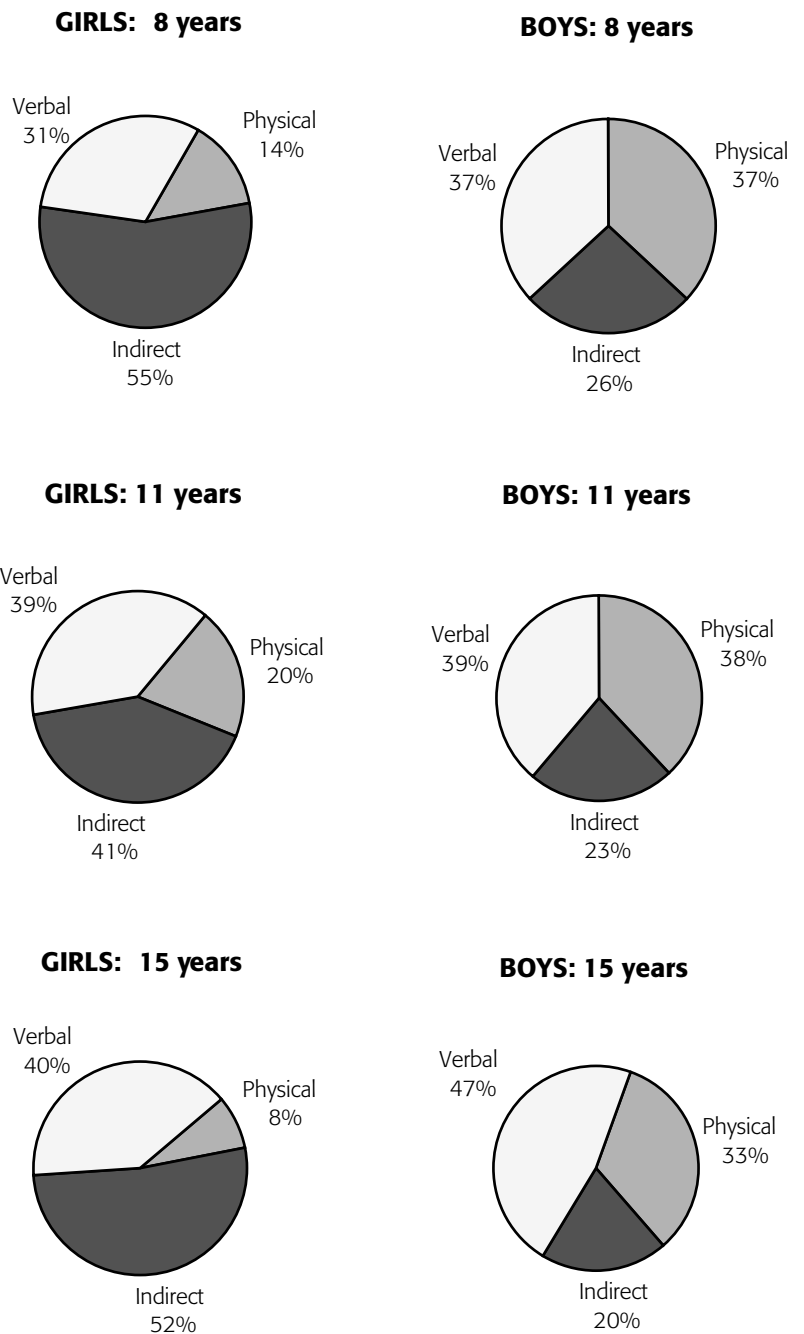 GIRLS: 8 years
Verbal
31%
Physical
14%
Indirect
55%
BOYS: 8 years
Verbal
37%
Physical
37%
Indirect
26%
GIRLS: 11 years
Verbal
39%
Physical
20%
Indirect
41%
BOYS: 11 years
Verbal
39%
Physical
38%
Indirect
23%
GIRLS: 15 years
Verbal
40%
Physical
8%
Indirect
52%
BOYS: 15 years
Verbal
47%
Physical
33%
Indirect
20%